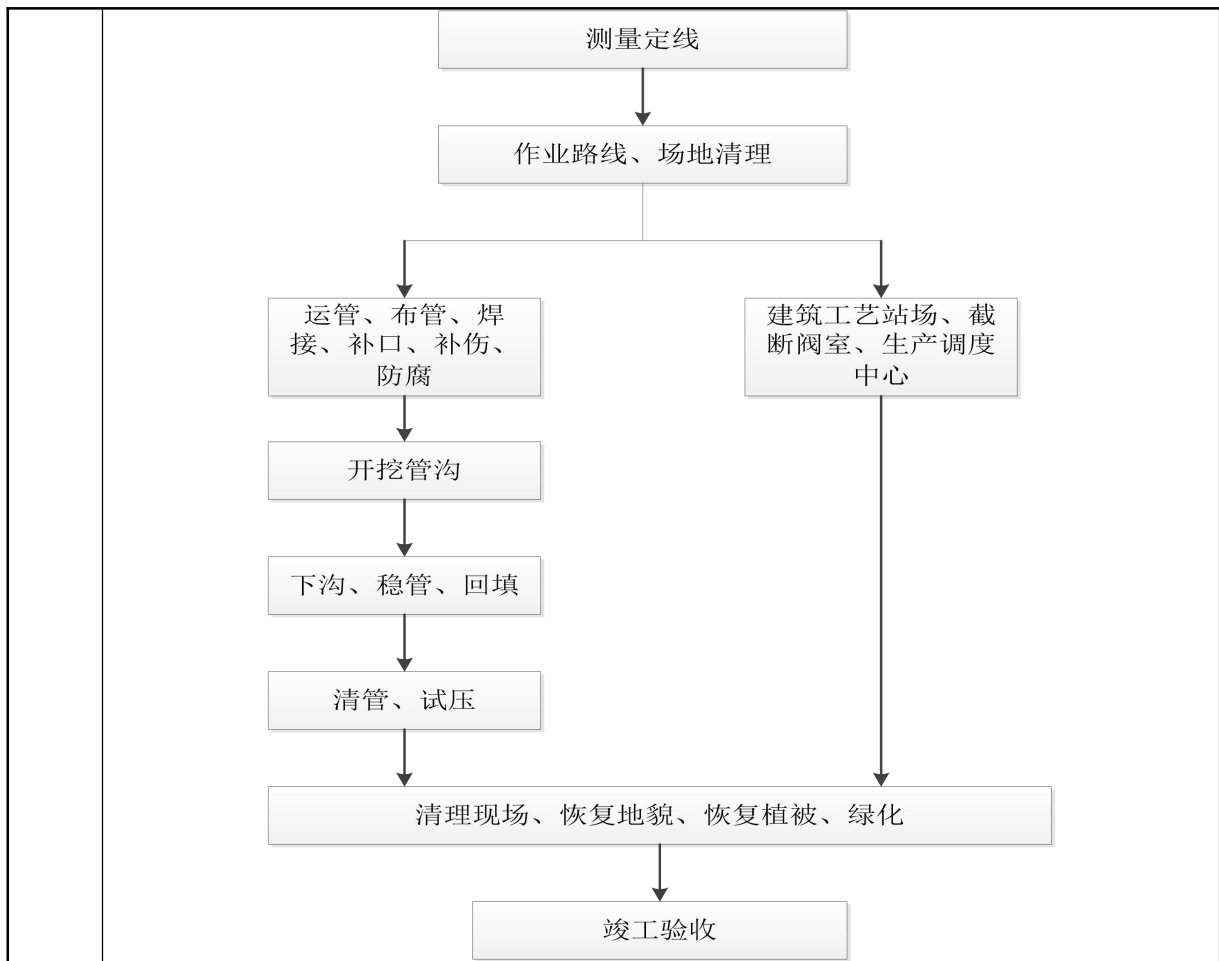 测量定线
作业路线、场地清理
运管、布管、焊
接、补口、补伤、
防腐
建筑工艺站场、截
断阀室、生产调度
中心
开挖管沟
下沟、稳管、回填
清管、试压
清理现场、恢复地貌、恢复植被、绿化
竣工验收